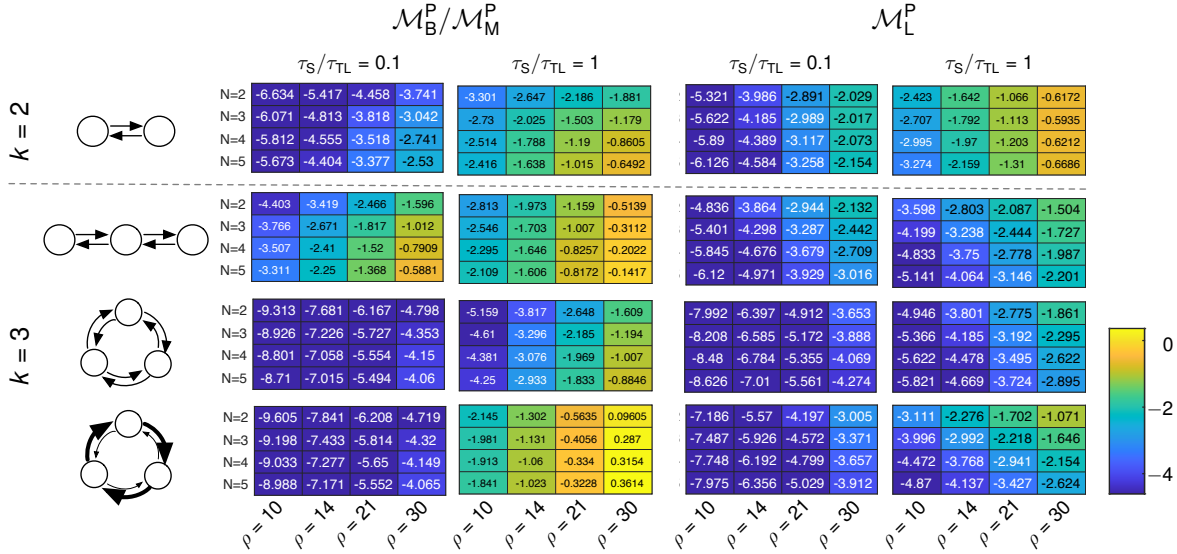 M_B^P/M_M^P M_L^P
τ_S/τ_TL = 0.1 τ_S/τ_TL = 1 τ_S/τ_TL = 0.1 τ_S/τ_TL = 1
k = 2
N=2 -6.634 -5.417 -4.458 -3.741 -3.301 -2.647 -2.186 -1.881 -5.321 -3.986 -2.891 -2.029 -2.423 -1.642 -1.066 -0.6172
N=3 -6.071 -4.813 -3.818 -3.042 -2.73 -2.025 -1.503 -1.179 -5.622 -4.185 -2.989 -2.017 -2.707 -1.792 -1.113 -0.5935
N=4 -5.812 -4.555 -3.518 -2.741 -2.514 -1.788 -1.19 -0.8605 -5.89 -4.389 -3.117 -2.073 -2.995 -1.97 -1.203 -0.6212
N=5 -5.673 -4.404 -3.377 -2.53 -2.416 -1.638 -1.015 -0.6492 -6.126 -4.584 -3.258 -2.154 -3.274 -2.159 -1.31 -0.6686
k = 3
N=2 -4.403 -3.419 -2.466 -1.596 -2.813 -1.973 -1.159 -0.5139 -4.836 -3.864 -2.944 -2.132 -3.598 -2.803 -2.087 -1.504
N=3 -3.766 -2.671 -1.817 -1.012 -2.546 -1.703 -1.007 -0.3112 -5.401 -4.298 -3.287 -2.442 -4.199 -3.238 -2.444 -1.727
N=4 -3.507 -2.41 -1.52 -0.7909 -2.295 -1.646 -0.8257 -0.2022 -5.845 -4.676 -3.679 -2.709 -4.833 -3.75 -2.778 -1.987
N=5 -3.311 -2.25 -1.368 -0.5881 -2.109 -1.606 -0.8172 -0.1417 -6.12 -4.971 -3.929 -3.016 -5.141 -4.064 -3.146 -2.201
N=2 -9.313 -7.681 -6.167 -4.798 -5.159 -3.817 -2.648 -1.609 -7.992 -6.397 -4.912 -3.653 -4.946 -3.801 -2.775 -1.861
N=3 -8.926 -7.226 -5.727 -4.353 -4.61 -3.296 -2.185 -1.194 -8.208 -6.585 -5.172 -3.888 -5.366 -4.185 -3.192 -2.295
N=4 -8.801 -7.058 -5.554 -4.15 -4.381 -3.076 -1.969 -1.007 -8.48 -6.784 -5.355 -4.069 -5.622 -4.478 -3.495 -2.622
N=5 -8.71 -7.015 -5.494 -4.06 -4.25 -2.933 -1.833 -0.8846 -8.626 -7.01 -5.561 -4.274 -5.821 -4.669 -3.724 -2.895
N=2 -9.605 -7.841 -6.208 -4.719 -2.145 -1.302 -0.5635 0.09605 -7.186 -5.57 -4.197 -3.005 -3.111 -2.276 -1.702 -1.071
N=3 -9.198 -7.433 -5.814 -4.32 -1.981 -1.131 -0.4056 0.287 -7.487 -5.926 -4.572 -3.371 -3.996 -2.992 -2.218 -1.646
N=4 -9.033 -7.277 -5.65 -4.149 -1.913 -1.06 -0.334 0.3154 -7.748 -6.192 -4.799 -3.657 -4.472 -3.768 -2.941 -2.154
N=5 -8.988 -7.171 -5.552 -4.065 -1.841 -1.023 -0.3228 0.3614 -7.975 -6.356 -5.029 -3.912 -4.87 -4.137 -3.427 -2.624
ρ = 10 ρ = 14 ρ = 21 ρ = 30 ρ = 10 ρ = 14 ρ = 21 ρ = 30 ρ = 10 ρ = 14 ρ = 21 ρ = 30 ρ = 10 ρ = 14 ρ = 21 ρ = 30
0
−2
−4